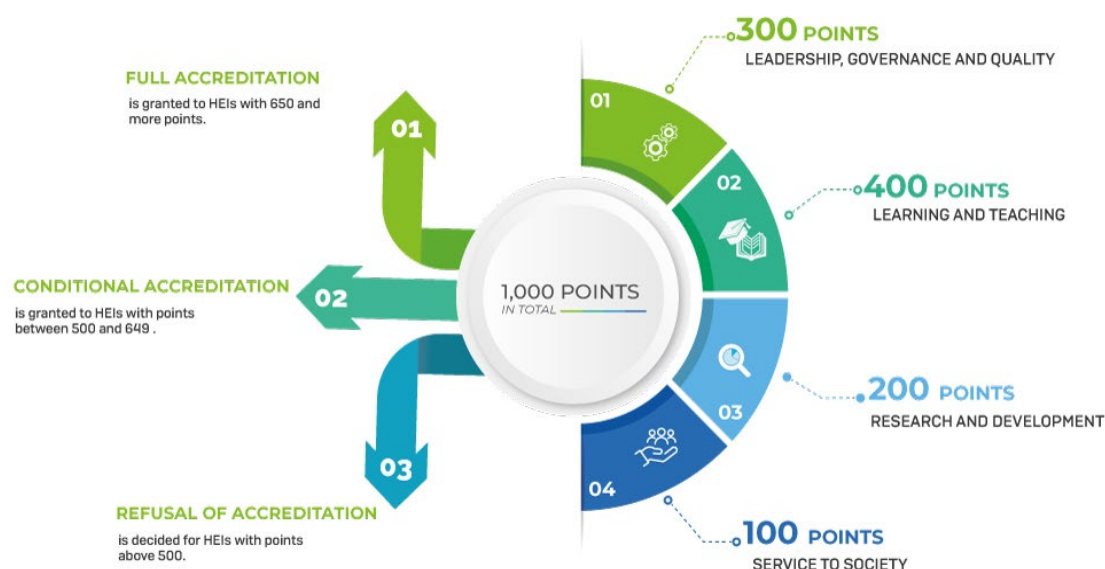 FULL ACCREDITATION
is granted to HEIs with 650 and
more points.
01
CONDITIONAL ACCREDITATION
is granted to HEIs with points
between 500 and 649 .
02
REFUSAL OF ACCREDITATION
is decided for HEIs with points
above 500.
03
1,000 POINTS
IN TOTAL
01
300 POINTS
LEADERSHIP, GOVERNANCE AND QUALITY
02
400 POINTS
LEARNING AND TEACHING
03
200 POINTS
RESEARCH AND DEVELOPMENT
04
100 POINTS
SERVICE TO SOCIETY